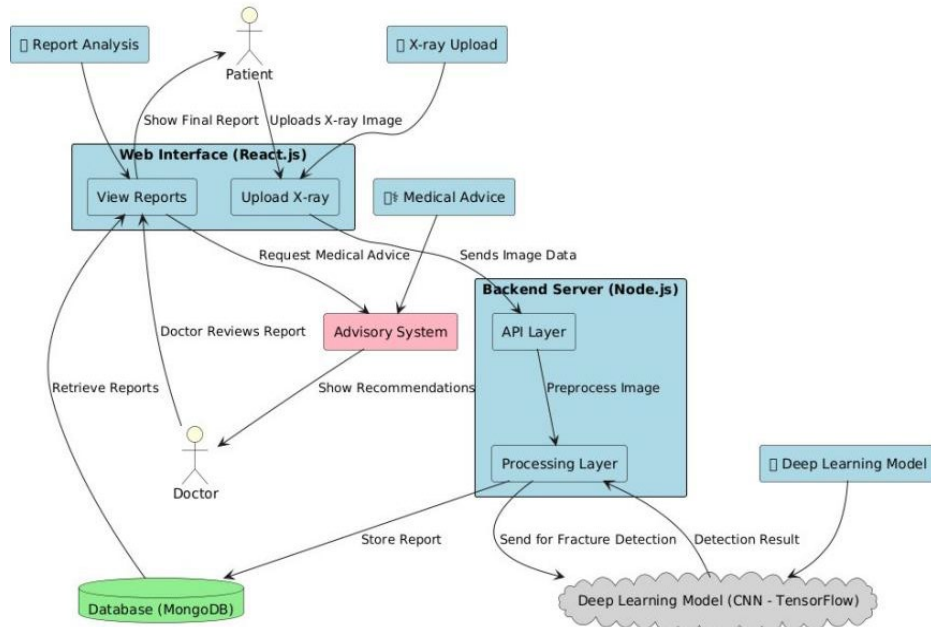 Report Analysis
X-ray Upload
Patient
Show Final Report
Uploads X-ray Image
Web Interface (React.js)
View Reports
Upload X-ray
⚕ Medical Advice
Request Medical Advice
Sends Image Data
Backend Server (Node.js)
Advisory System
API Layer
Doctor Reviews Report
Retrieve Reports
Show Recommendations
Preprocess Image
Doctor
Processing Layer
Deep Learning Model
Store Report
Send for Fracture Detection
Detection Result
Database (MongoDB)
Deep Learning Model (CNN - TensorFlow)